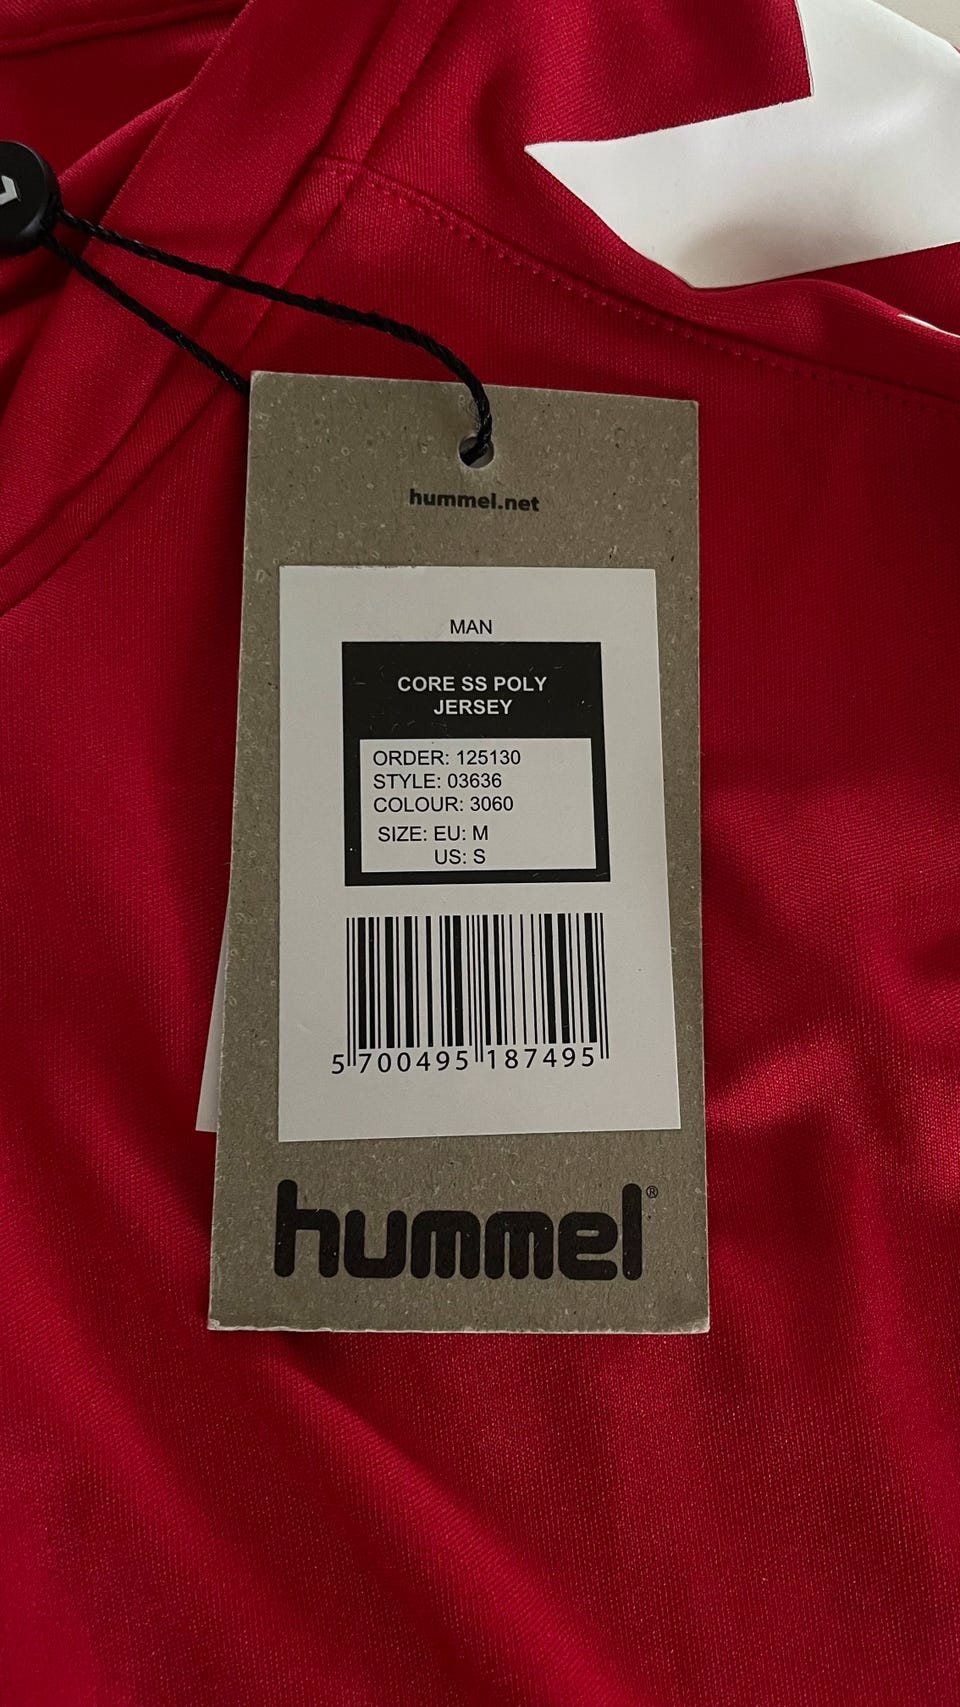 hummel.net
MAN
CORE SS POLY
JERSEY
ORDER: 125130
STYLE: 03636
COLOUR: 3060
SIZE: EU: M
US: S
5 700495 187495
hummel®